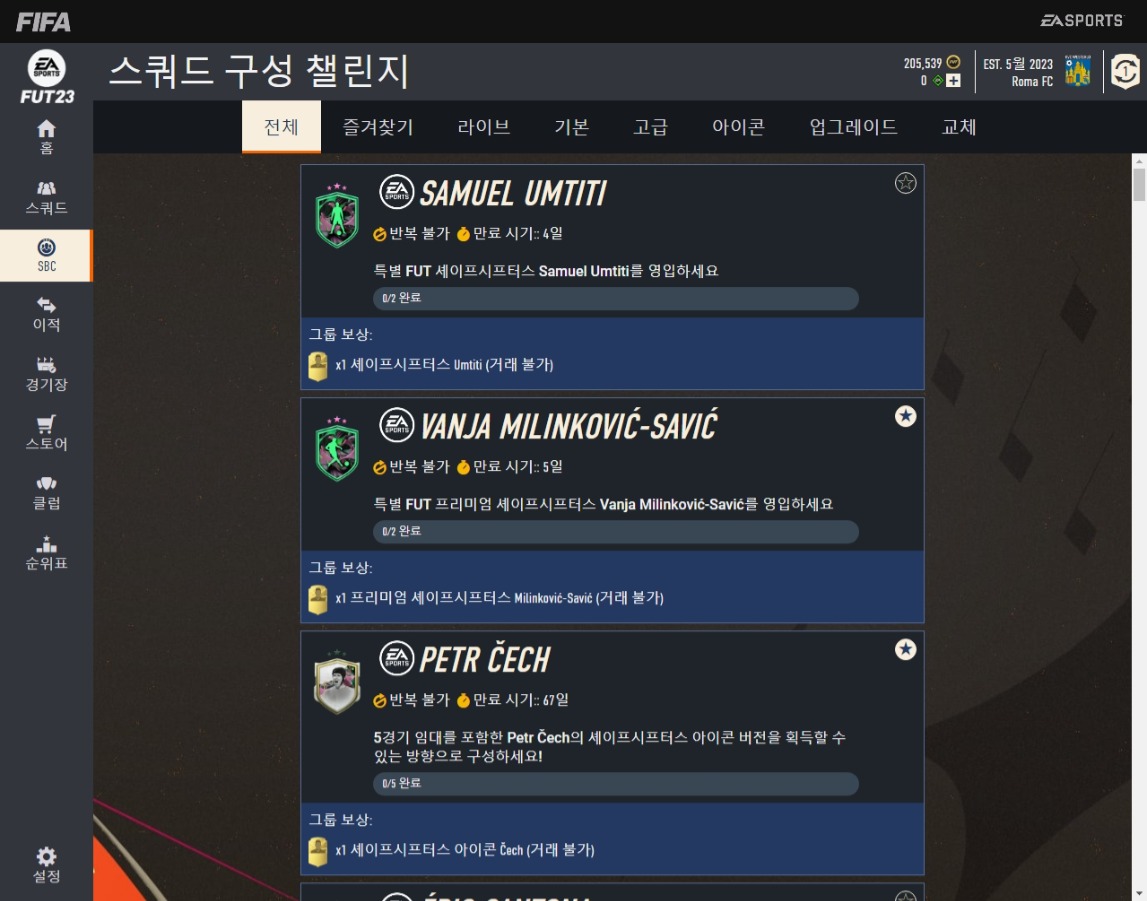 FIFA
EA SPORTS
EA SPORTS
FUT23
스쿼드 구성 챌린지
205,539
0
EST. 5월 2023
Roma FC
1
홈
스쿼드
SBC
이적
경기장
스토어
클럽
순위표
설정
전체 즐겨찾기 라이브 기본 고급 아이콘 업그레이드 교체
EA SPORTS SAMUEL UMTITI
반복 불가 만료 시기:: 4일
특별 FUT 셰이프시프터스 Samuel Umtiti를 영입하세요
0/2 완료
그룹 보상:
x1 셰이프시프터스 Umtiti (거래 불가)
EA SPORTS VANJA MILINKOVIĆ-SAVIĆ
반복 불가 만료 시기:: 5일
특별 FUT 프리미엄 셰이프시프터스 Vanja Milinković-Savić를 영입하세요
0/2 완료
그룹 보상:
x1 프리미엄 셰이프시프터스 Milinković-Savić (거래 불가)
EA SPORTS PETR ČECH
반복 불가 만료 시기:: 67일
5경기 임대를 포함한 Petr Čech의 셰이프시프터스 아이콘 버전을 획득할 수
있는 방향으로 구성하세요!
0/5 완료
그룹 보상:
x1 셰이프시프터스 아이콘 Čech (거래 불가)